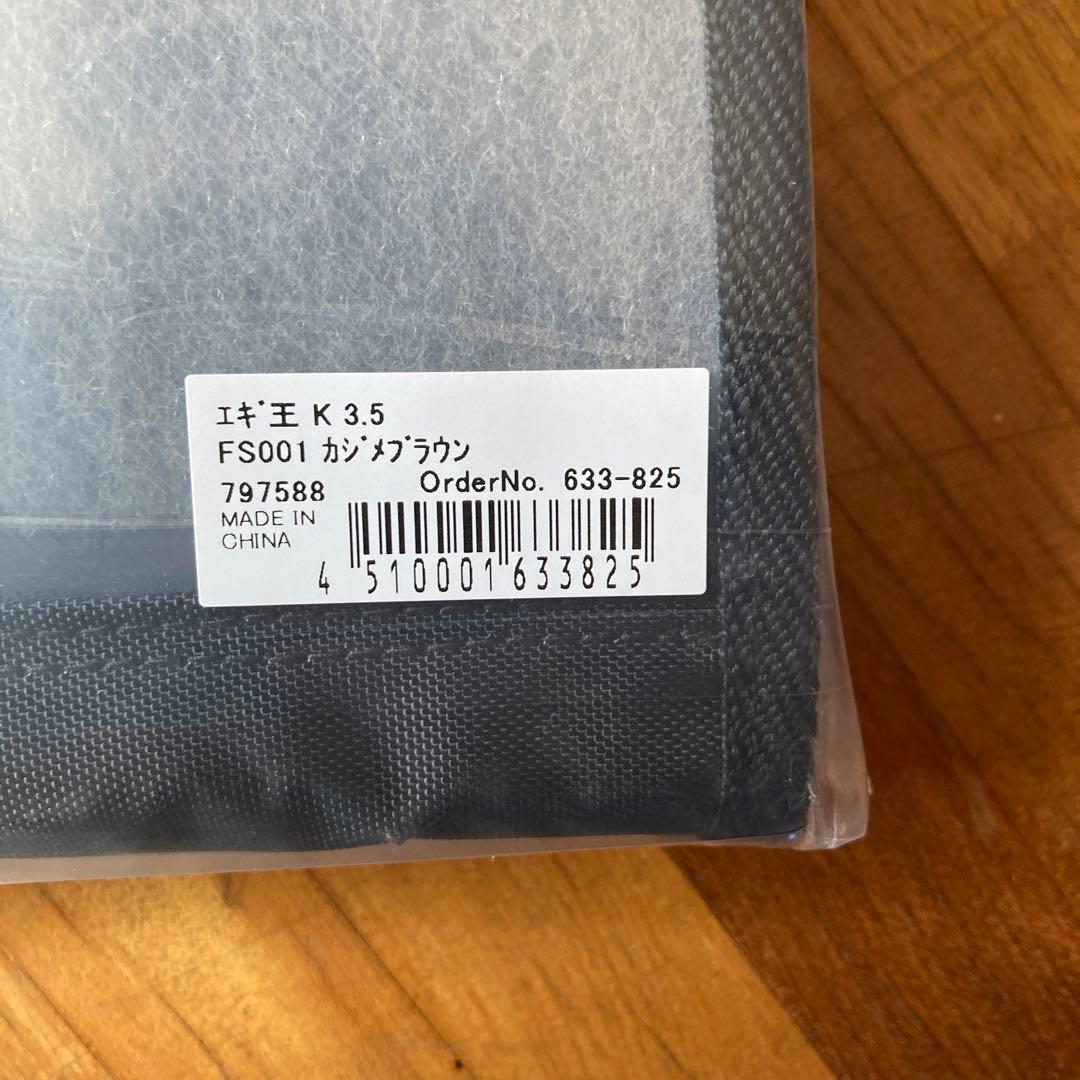 ｴｷﾞ王 K 3.5
FS001 ｶｼﾞﾒﾌﾞﾗｳﾝ
797588 OrderNo. 633-825
MADE IN
CHINA
4 510001 633825